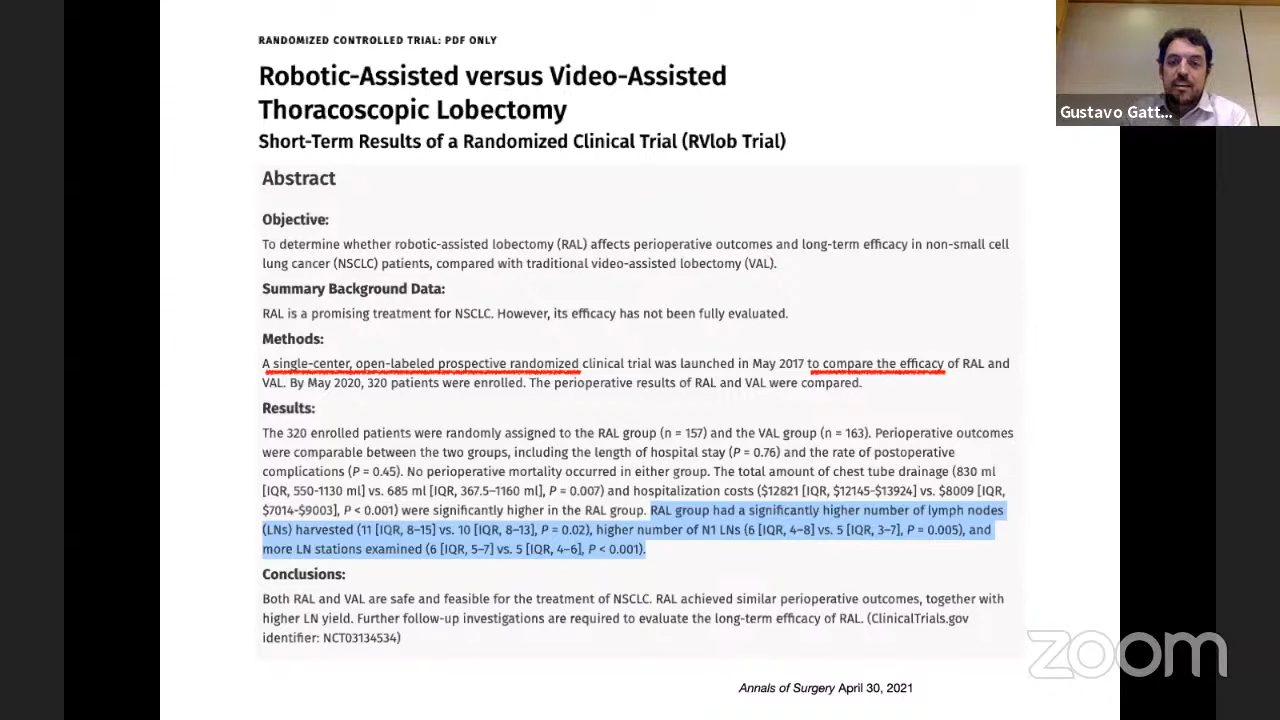 RANDOMIZED CONTROLLED TRIAL: PDF ONLY
Robotic-Assisted versus Video-Assisted
Thoracoscopic Lobectomy
Short-Term Results of a Randomized Clinical Trial (RVlob Trial)
Abstract
Objective:
To determine whether robotic-assisted lobectomy (RAL) affects perioperative outcomes and long-term efficacy in non-small cell
lung cancer (NSCLC) patients, compared with traditional video-assisted lobectomy (VAL).
Summary Background Data:
RAL is a promising treatment for NSCLC. However, its efficacy has not been fully evaluated.
Methods:
A single-center, open-labeled prospective randomized clinical trial was launched in May 2017 to compare the efficacy of RAL and
VAL. By May 2020, 320 patients were enrolled. The perioperative results of RAL and VAL were compared.
Results:
The 320 enrolled patients were randomly assigned to the RAL group (n = 157) and the VAL group (n = 163). Perioperative outcomes
were comparable between the two groups, including the length of hospital stay (P = 0.76) and the rate of postoperative
complications (P = 0.45). No perioperative mortality occurred in either group. The total amount of chest tube drainage (830 ml
[IQR, 550-1130 ml] vs. 685 ml [IQR, 367.5–1160 ml], P = 0.007) and hospitalization costs ($12821 [IQR, $12145-$13924] vs. $8009 [IQR,
$7014-$9003], P < 0.001) were significantly higher in the RAL group. RAL group had a significantly higher number of lymph nodes
(LNs) harvested (11 [IQR, 8–15] vs. 10 [IQR, 8–13], P = 0.02), higher number of N1 LNs (6 [IQR, 4–8] vs. 5 [IQR, 3–7], P = 0.005), and
more LN stations examined (6 [IQR, 5–7] vs. 5 [IQR, 4–6], P < 0.001).
Conclusions:
Both RAL and VAL are safe and feasible for the treatment of NSCLC. RAL achieved similar perioperative outcomes, together with
higher LN yield. Further follow-up investigations are required to evaluate the long-term efficacy of RAL. (ClinicalTrials.gov
identifier: NCT03134534)
Annals of Surgery April 30, 2021
Gustavo Gatt...
zoom